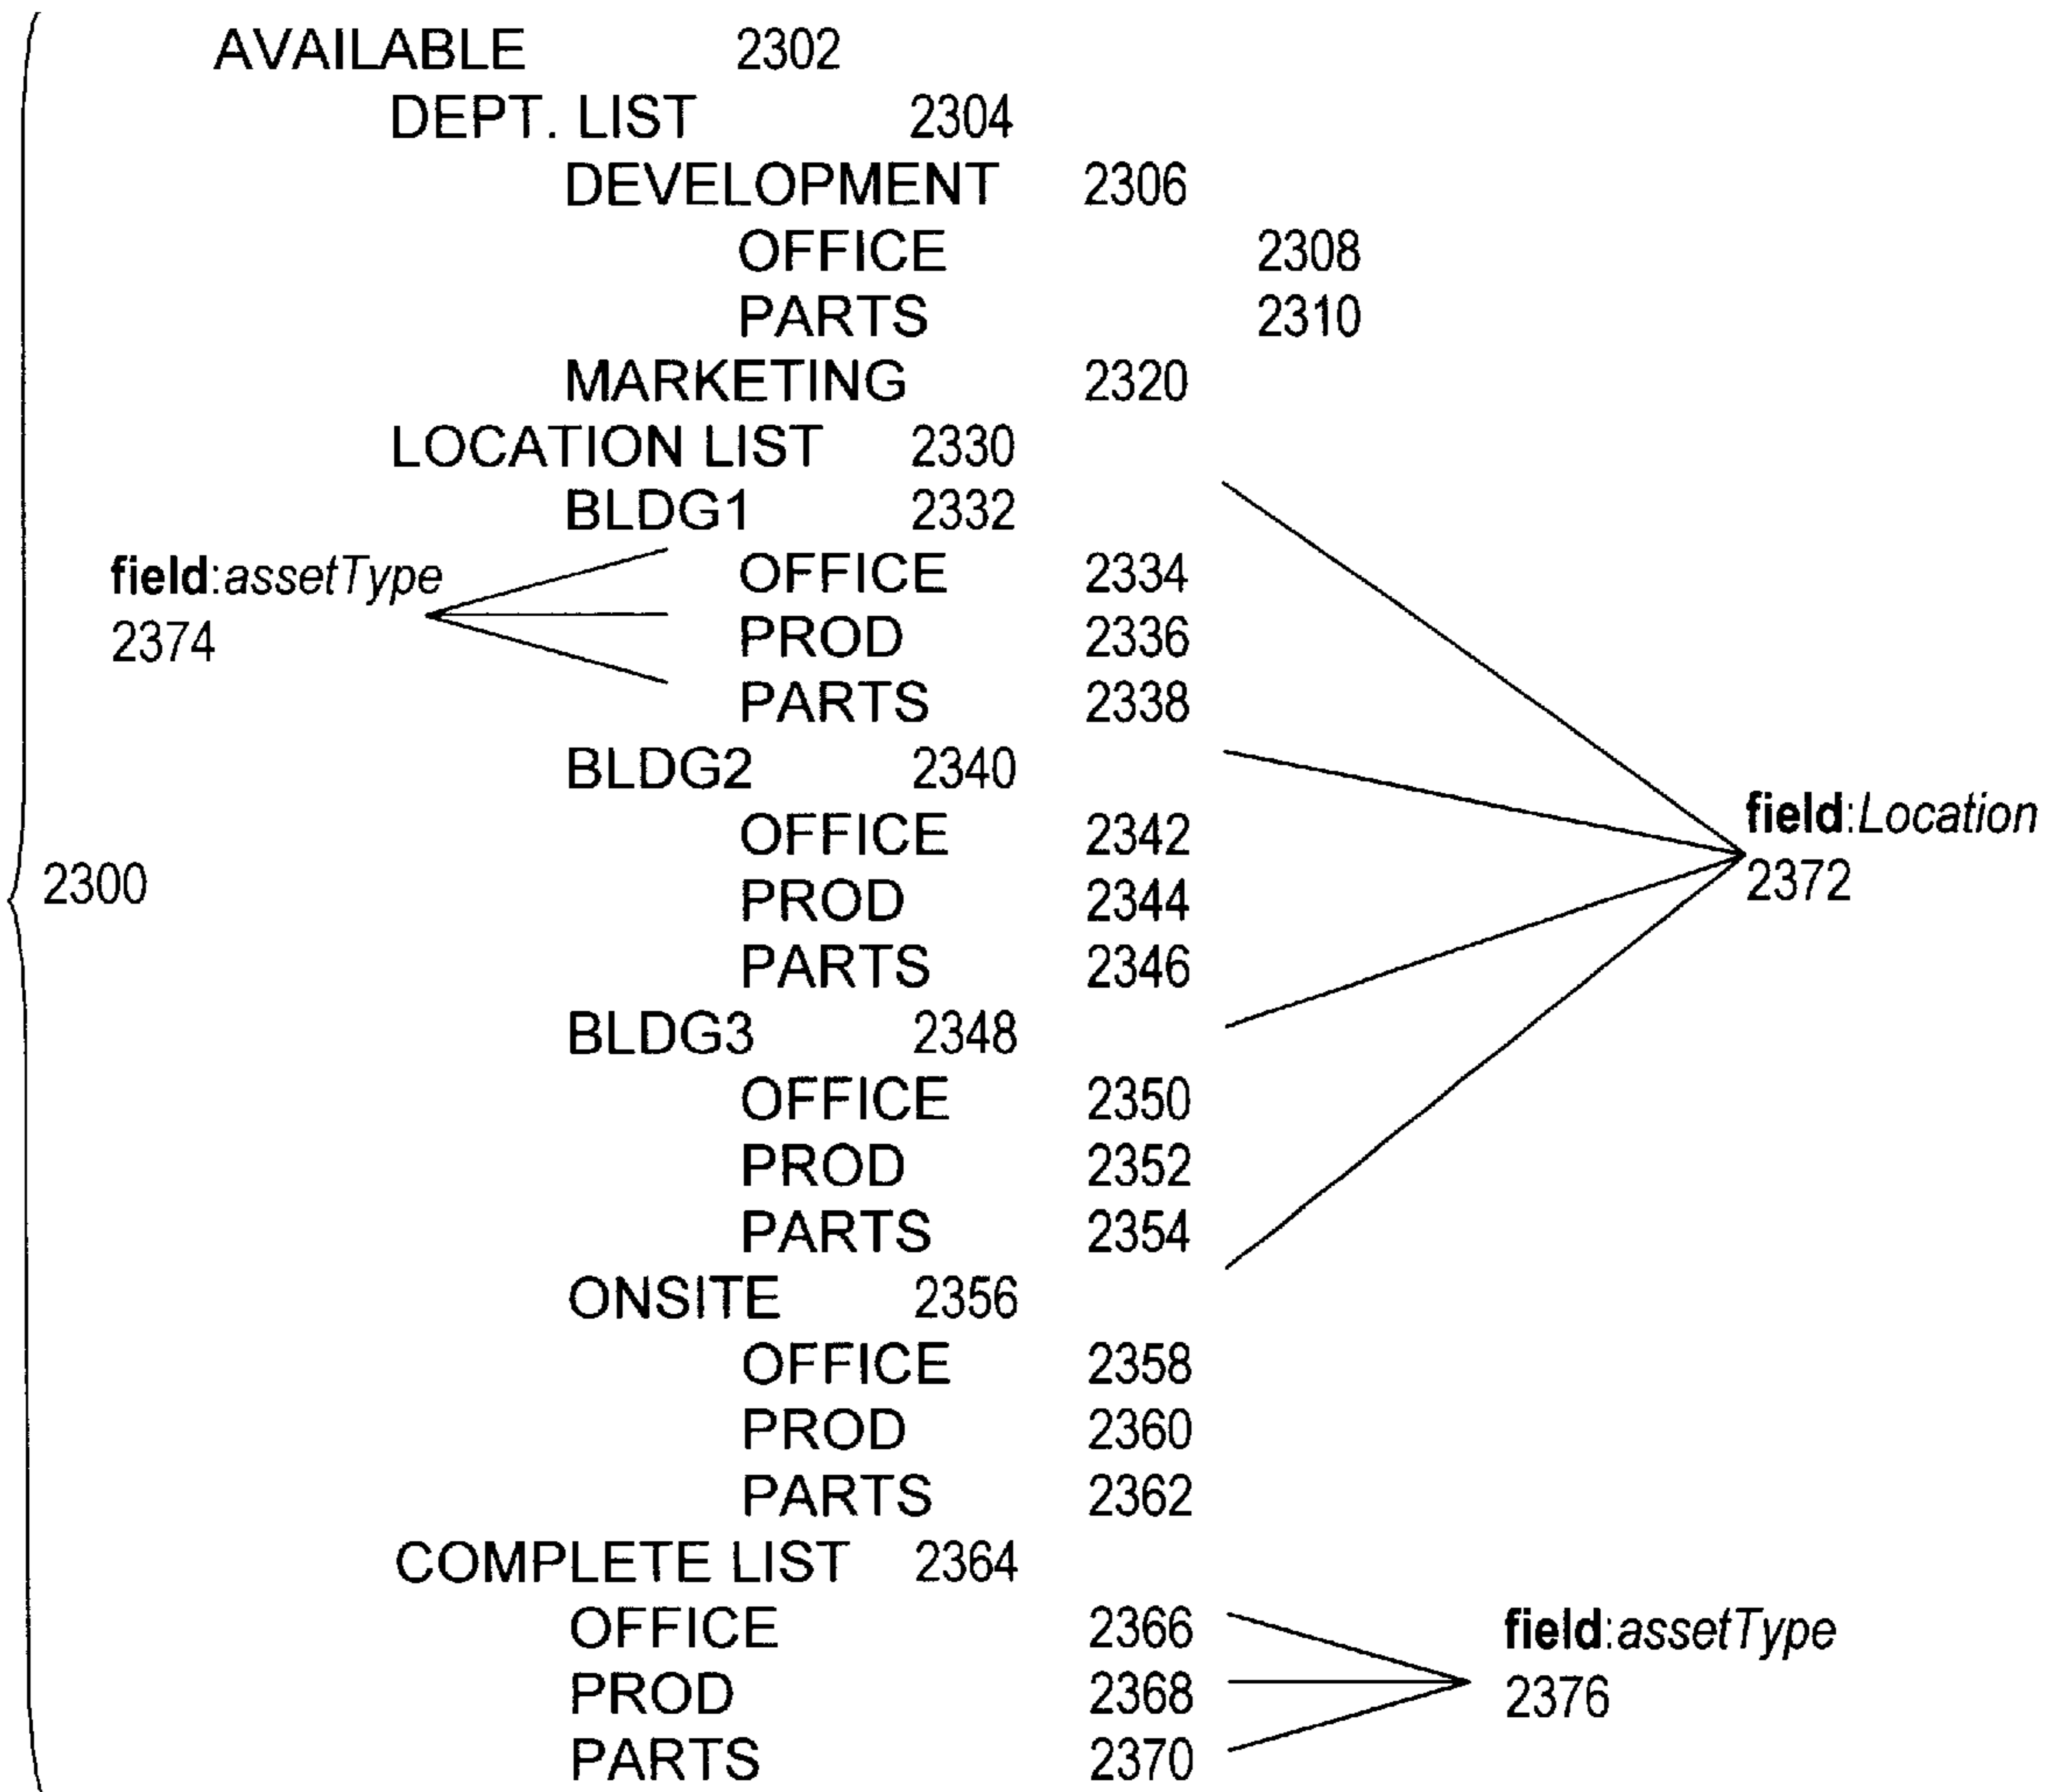 AVAILABLE 2302
DEPT. LIST 2304
DEVELOPMENT 2306
OFFICE 2308
PARTS 2310
MARKETING 2320
LOCATION LIST 2330
BLDG1 2332
field:assetType
2374
OFFICE 2334
PROD 2336
PARTS 2338
BLDG2 2340
OFFICE 2342
PROD 2344
PARTS 2346
field:Location
2372
2300
BLDG3 2348
OFFICE 2350
PROD 2352
PARTS 2354
ONSITE 2356
OFFICE 2358
PROD 2360
PARTS 2362
COMPLETE LIST 2364
OFFICE 2366
PROD 2368
PARTS 2370
field:assetType
2376